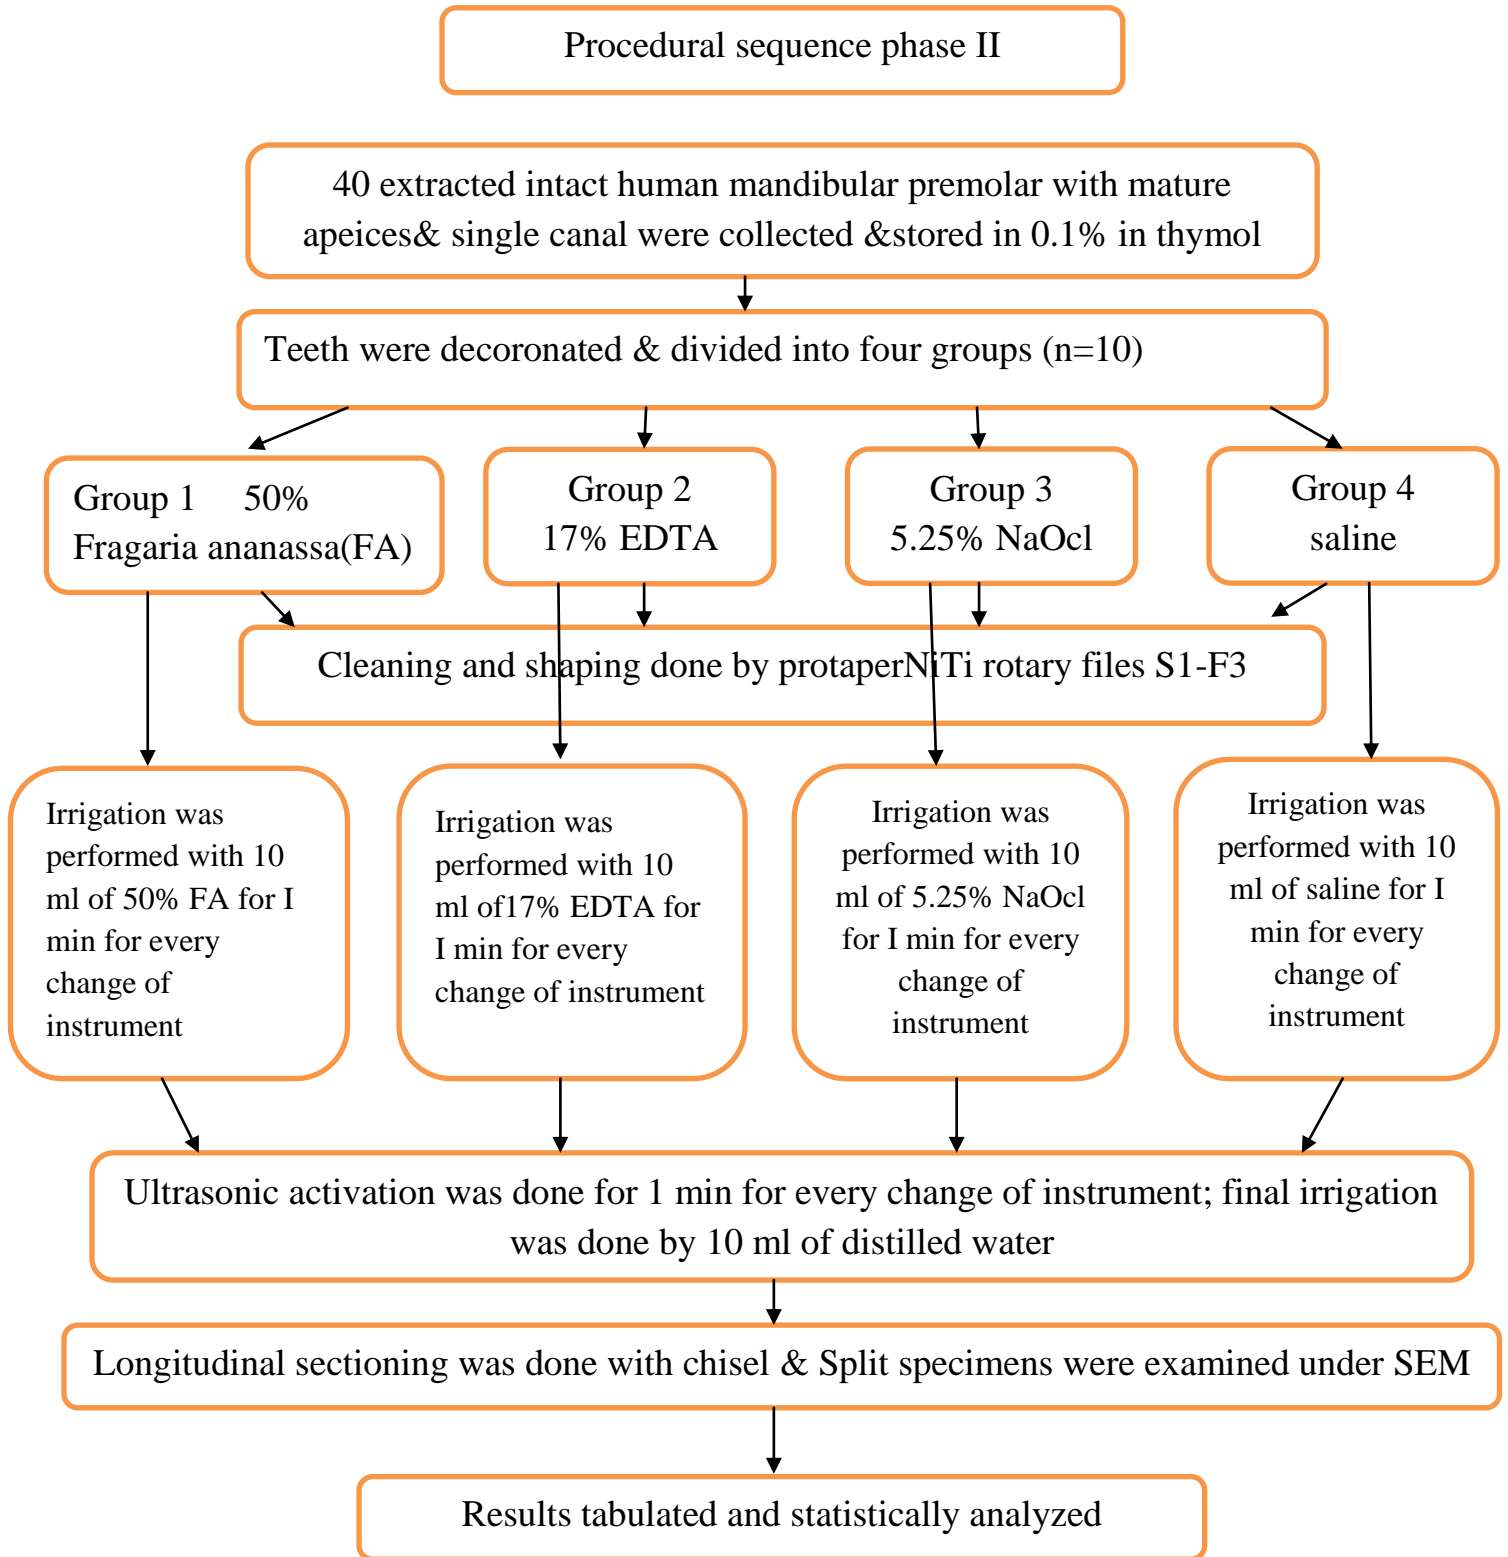 Procedural sequence phase II
40 extracted intact human mandibular premolar with mature
apeices& single canal were collected &stored in 0.1% in thymol
Teeth were decoronated & divided into four groups (n=10)
Group 1 50%
Fragaria ananassa(FA)
Group 2
17% EDTA
Group 3
5.25% NaOcl
Group 4
saline
Cleaning and shaping done by protaperNiTi rotary files S1-F3
Irrigation was
performed with 10
ml of 50% FA for I
min for every
change of
instrument
Irrigation was
performed with 10
ml of17% EDTA for
I min for every
change of instrument
Irrigation was
performed with 10
ml of 5.25% NaOcl
for I min for every
change of
instrument
Irrigation was
performed with 10
ml of saline for I
min for every
change of
instrument
Ultrasonic activation was done for 1 min for every change of instrument; final irrigation
was done by 10 ml of distilled water
Longitudinal sectioning was done with chisel & Split specimens were examined under SEM
Results tabulated and statistically analyzed